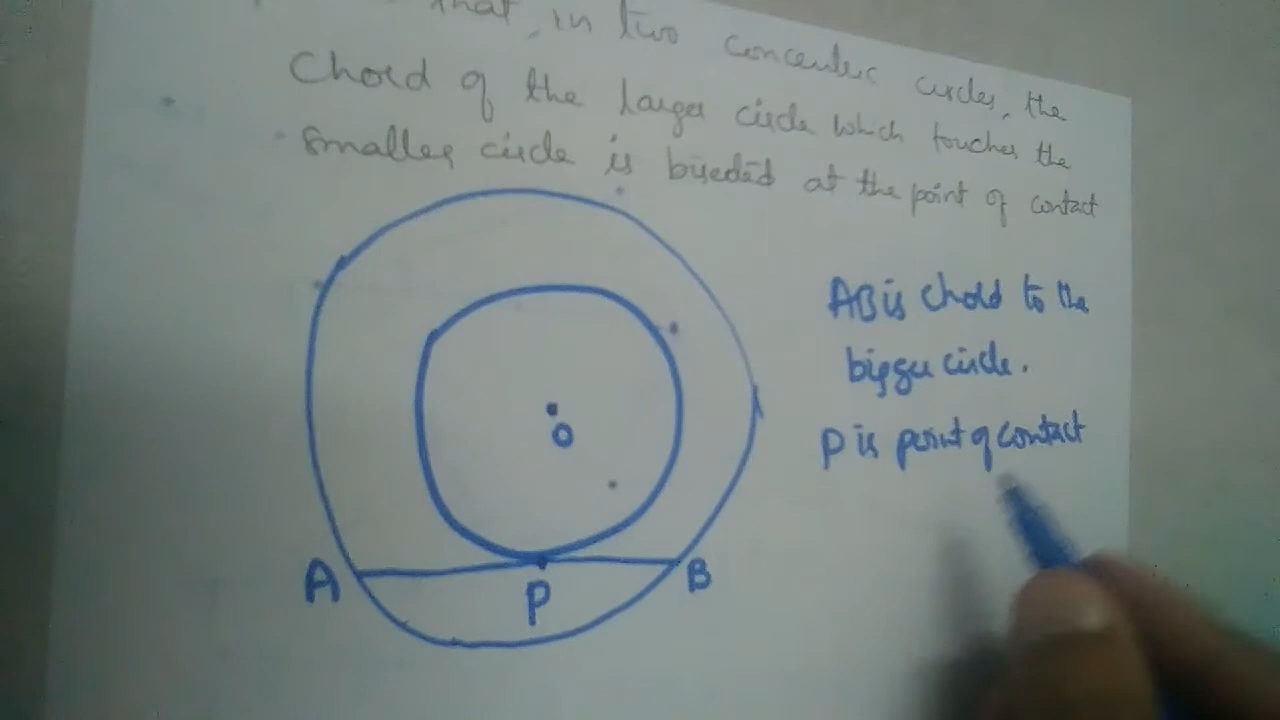 that, in two concentric circles, the
Chord of the larger circle which touches the
smaller circle is bisected at the point of contact
AB is chord to the
bigger circle.
P is point of contact
O
A
P
B